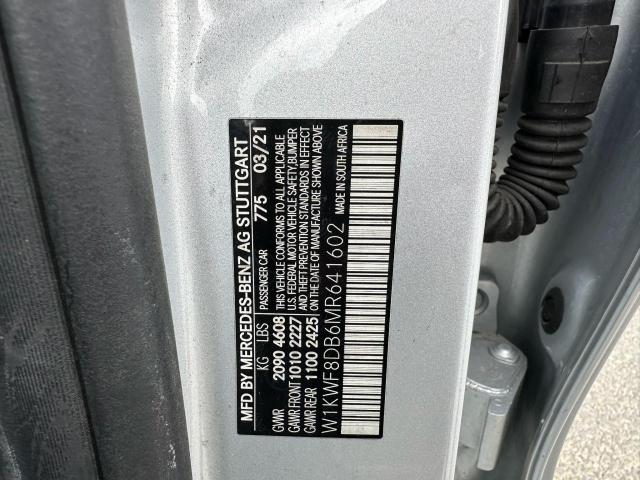 MFD BY MERCEDES-BENZ AG STUTTGART
KG LBS PASSENGER CAR 775 03/21
GVWR 2090 4608 THIS VEHICLE CONFORMS TO ALL APPLICABLE
GAWR FRONT 1010 2227 U.S. FEDERAL MOTOR VEHICLE SAFETY, BUMPER
AND THEFT PREVENTION STANDARDS IN EFFECT
GAWR REAR 1100 2425 ON THE DATE OF MANUFACTURE SHOWN ABOVE
W1KWF8DB6MR641602 MADE IN SOUTH AFRICA